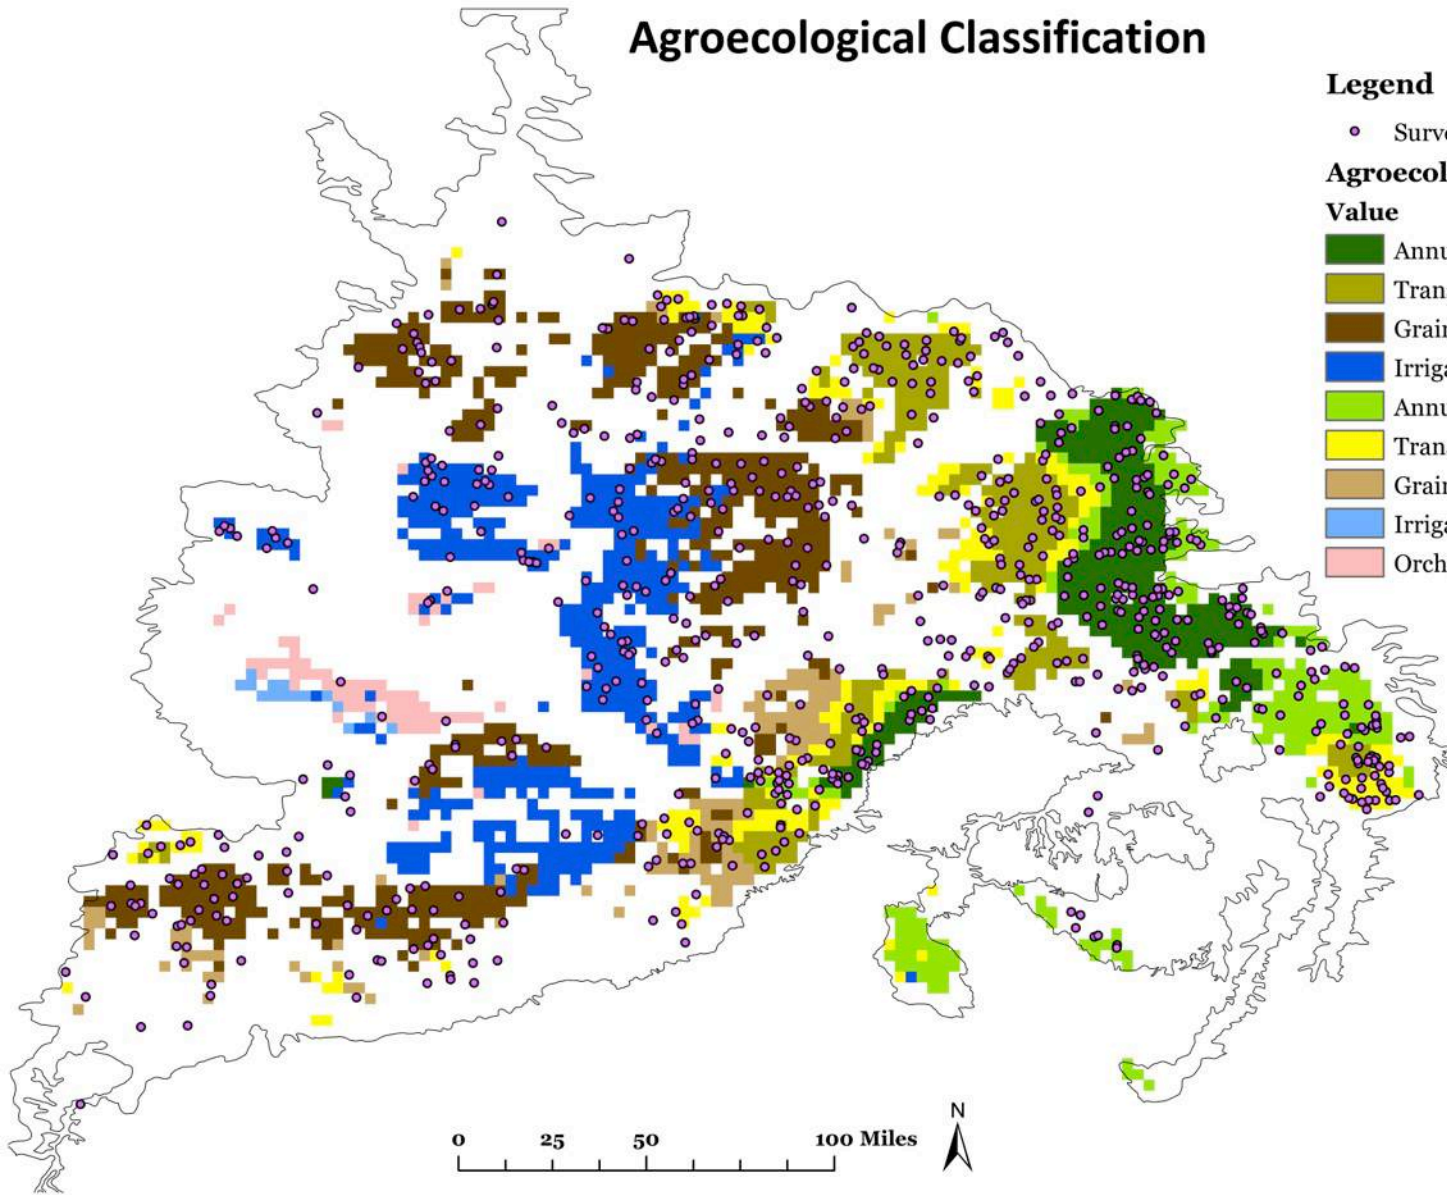 Agroecological Classification
Legend
Surve
Agroecol
Value
Annu
Tran
Grai
Irriga
Annu
Tran
Grai
Irriga
Orch
0 25 50 100 Miles
N